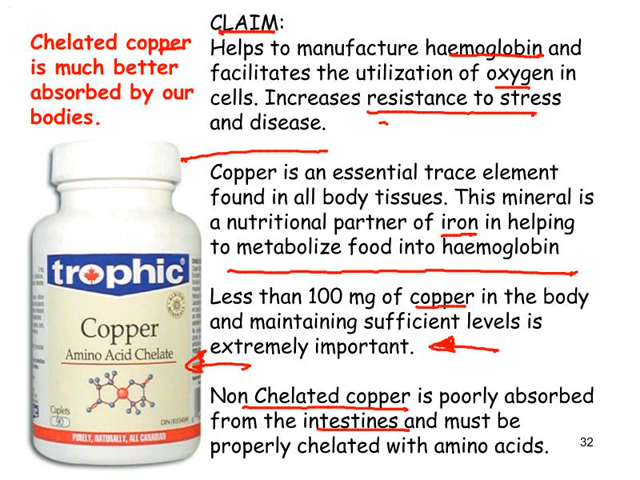 Chelated copper
is much better
absorbed by our
bodies.
CLAIM:
Helps to manufacture haemoglobin and
facilitates the utilization of oxygen in
cells. Increases resistance to stress
and disease.
Copper is an essential trace element
found in all body tissues. This mineral is
a nutritional partner of iron in helping
to metabolize food into haemoglobin
Less than 100 mg of copper in the body
and maintaining sufficient levels is
extremely important.
Non Chelated copper is poorly absorbed
from the intestines and must be
properly chelated with amino acids.
32
trophic®
Copper
Amino Acid Chelate
Caplets
90
PURELY, NATURALLY, ALL CANADIAN